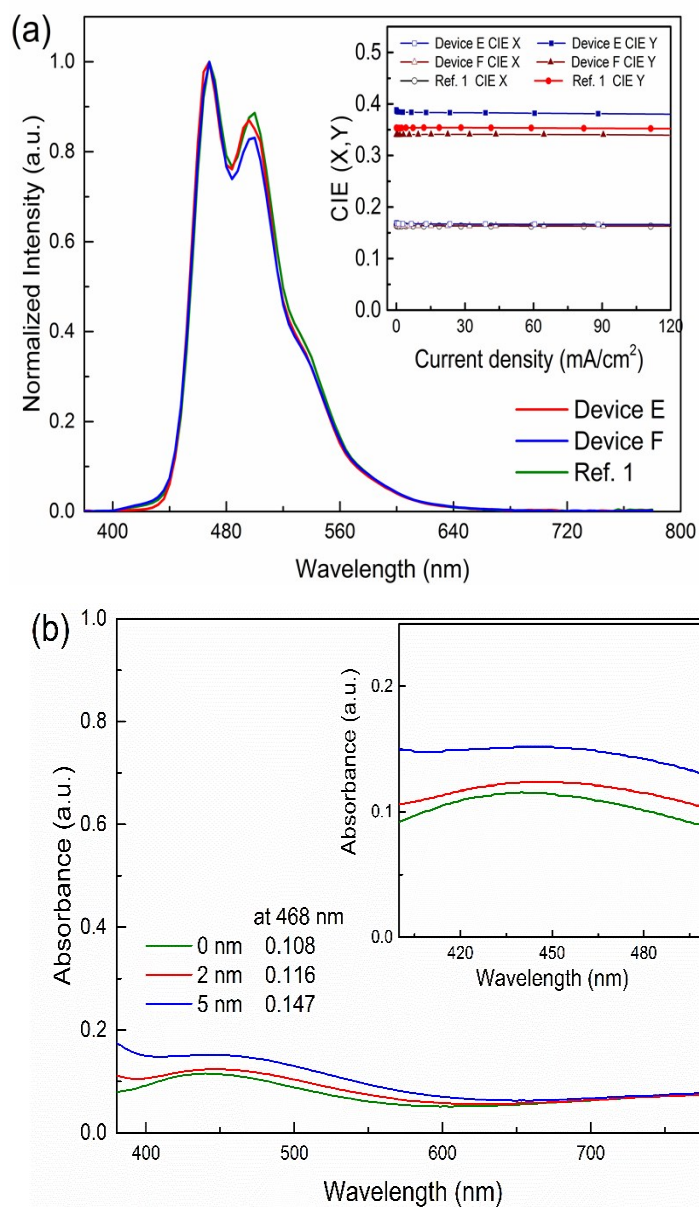 (a)
1.0
0.8
0.6
0.4
0.2
0.0
Normalized Intensity (a.u.)
400 480 560 640 720 800
Wavelength (nm)
Device E CIE X Device E CIE Y
Device F CIE X Device F CIE Y
Ref. 1 CIE X Ref. 1 CIE Y
0.5
0.4
0.3
0.2
0.1
0.0
CIE (X,Y)
0 30 60 90 120
Current density (mA/cm²)
Device E
Device F
Ref. 1
(b)
1.0
0.8
0.6
0.4
0.2
0.0
Absorbance (a.u.)
400 500 600 700
Wavelength (nm)
0.2
0.1
0.0
Absorbance (a.u.)
420 450 480
Wavelength (nm)
at 468 nm
0 nm 0.108
2 nm 0.116
5 nm 0.147